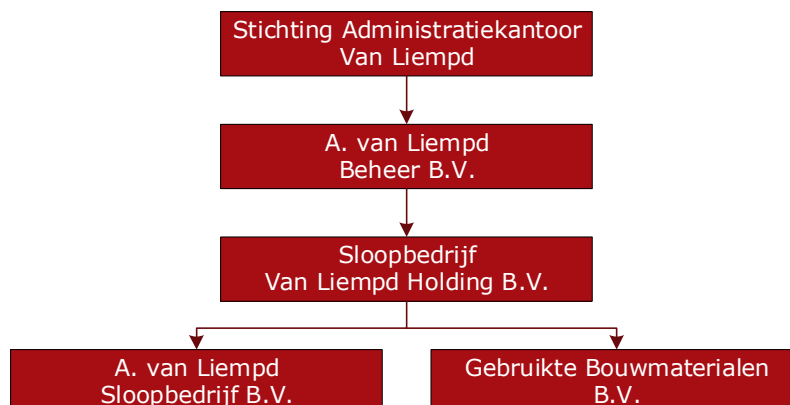 Stichting Administratiekantoor
Van Liempd
A. van Liempd
Beheer B.V.
Sloopbedrijf
Van Liempd Holding B.V.
A. van Liempd
Sloopbedrijf B.V.
Gebruikte Bouwmaterialen
B.V.